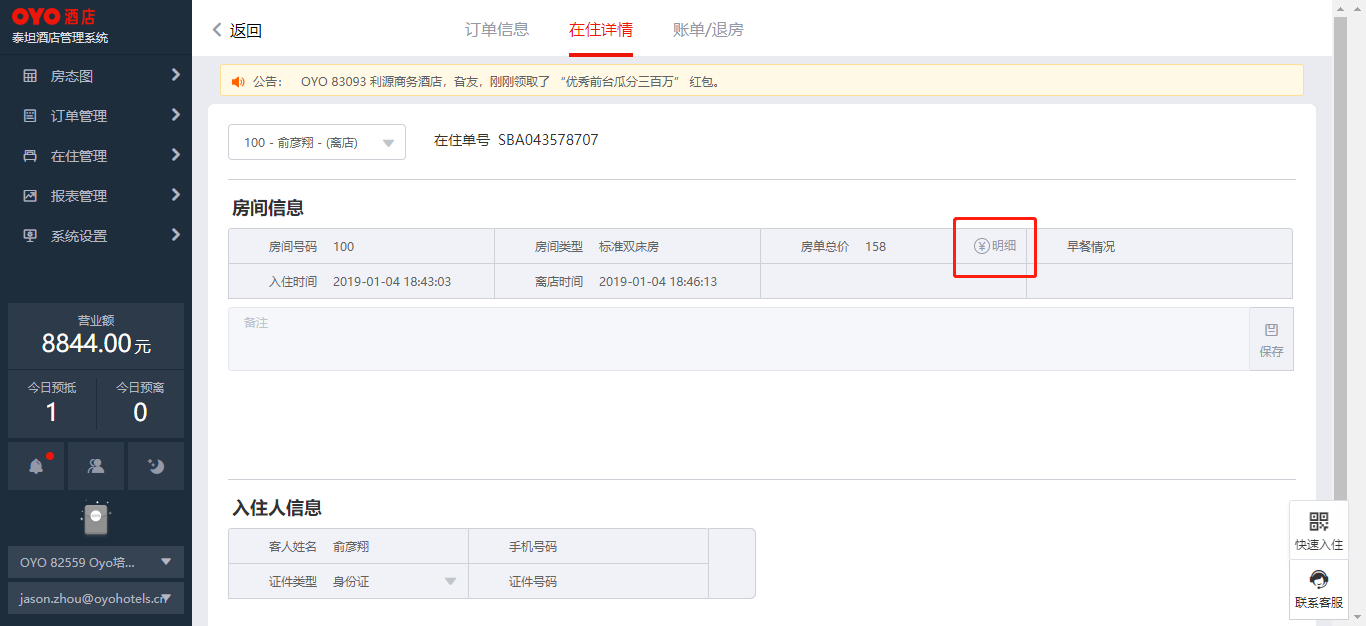 OYO 酒店
泰坦酒店管理系统
房态图
订单管理
在住管理
报表管理
系统设置
营业额
8844.00元
今日预抵 今日预离
1 0
OYO 82559 Oyo培...
jason.zhou@oyohotels.cn
返回 订单信息 在住详情 账单/退房
公告： OYO 83093 利源商务酒店，旮友，刚刚领取了 “优秀前台瓜分三百万” 红包。
100 - 俞彦翔 - (离店) 在住单号 SBA043578707
房间信息
房间号码 100 房间类型 标准双床房 房单总价 158 明细 早餐情况
入住时间 2019-01-04 18:43:03 离店时间 2019-01-04 18:46:13
备注
保存
入住人信息
客人姓名 俞彦翔 手机号码
证件类型 身份证 证件号码
快速入住
联系客服